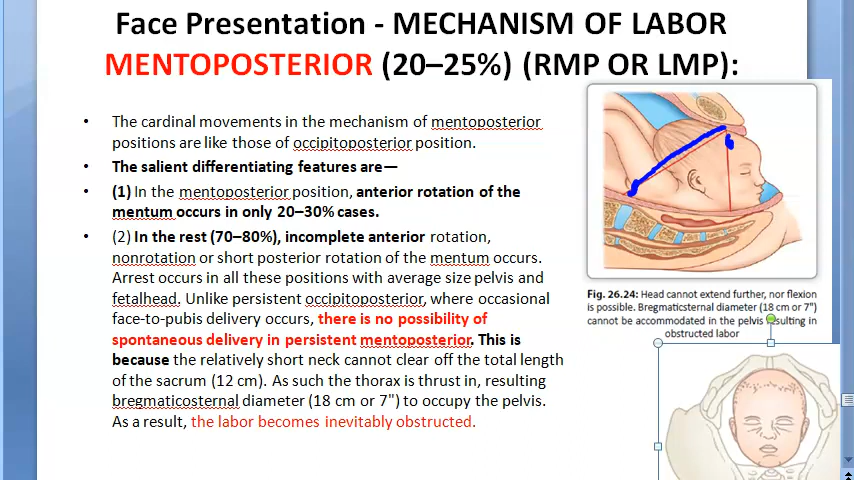 Face Presentation - MECHANISM OF LABOR
MENTOPOSTERIOR (20–25%) (RMP OR LMP):
• The cardinal movements in the mechanism of mentoposterior
positions are like those of occipitoposterior position.
• The salient differentiating features are—
• (1) In the mentoposterior position, anterior rotation of the
mentum occurs in only 20–30% cases.
• (2) In the rest (70–80%), incomplete anterior rotation,
nonrotation or short posterior rotation of the mentum occurs.
Arrest occurs in all these positions with average size pelvis and
fetalhead. Unlike persistent occipitoposterior, where occasional
face-to-pubis delivery occurs, there is no possibility of
spontaneous delivery in persistent mentoposterior. This is
because the relatively short neck cannot clear off the total length
of the sacrum (12 cm). As such the thorax is thrust in, resulting
bregmaticosternal diameter (18 cm or 7") to occupy the pelvis.
As a result, the labor becomes inevitably obstructed.
Fig. 26.24: Head cannot extend further, nor flexion
is possible. Bregmaticsternal diameter (18 cm or 7")
cannot be accommodated in the pelvis resulting in
obstructed labor